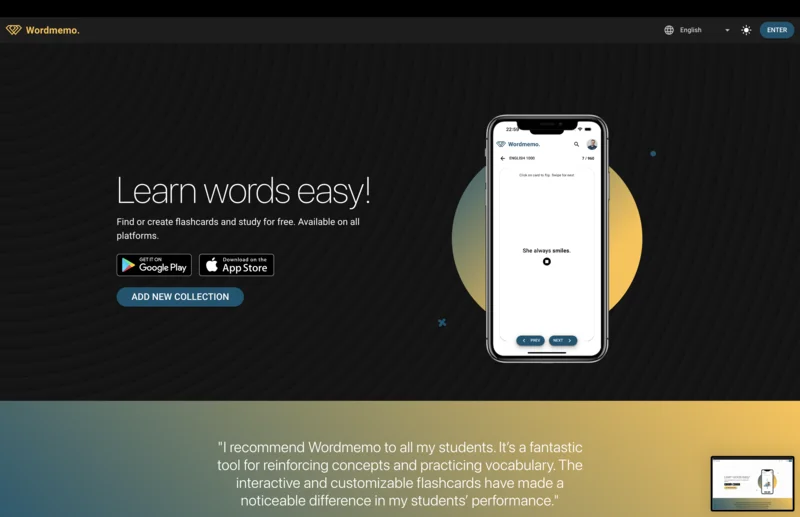 Wordmemo.
English
ENTER
Learn words easy!
Find or create flashcards and study for free. Available on all
platforms.
GET IT ON
Google Play
Download on the
App Store
ADD NEW COLLECTION
22:59
Wordmemo.
ENGLISH 1000
7 / 960
Click on card to flip. Swipe for next
She always smiles.
PREV
NEXT
"I recommend Wordmemo to all my students. It's a fantastic
tool for reinforcing concepts and practicing vocabulary. The
interactive and customizable flashcards have made a
noticeable difference in my students' performance."